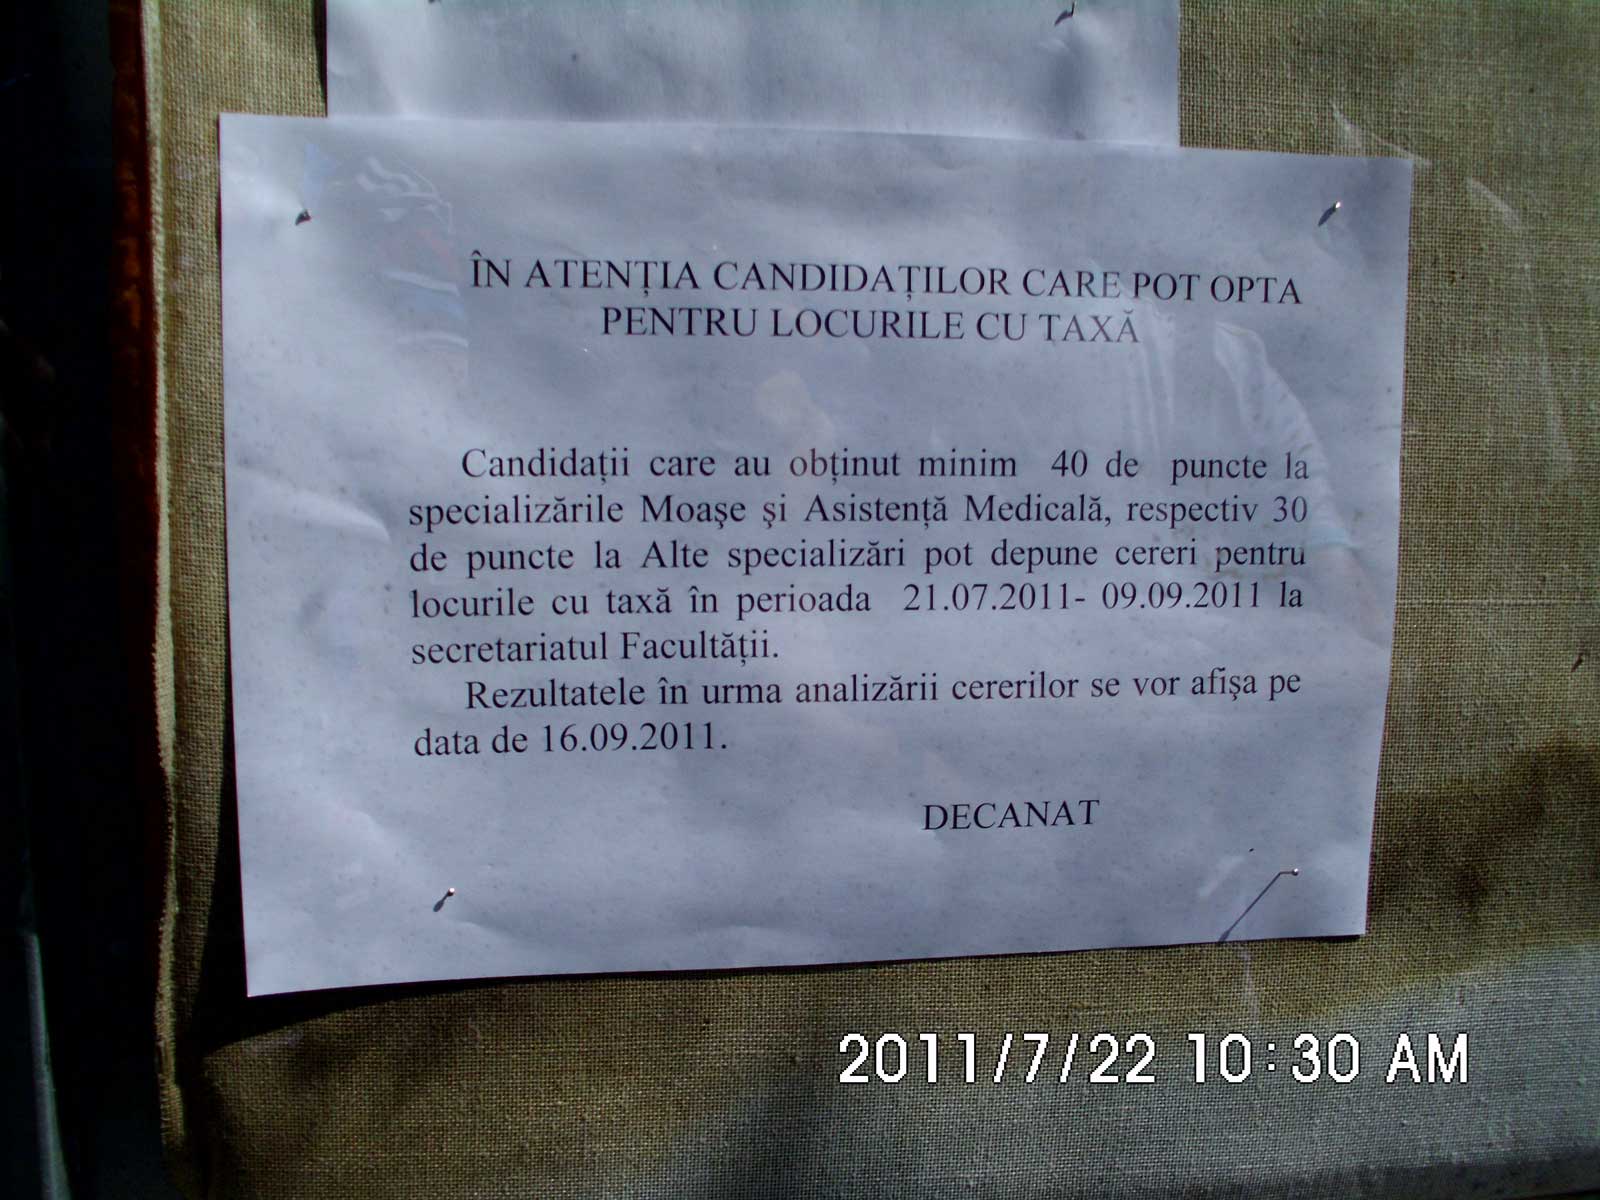 ÎN ATENȚIA CANDIDAȚILOR CARE POT OPTA
PENTRU LOCURILE CU TAXĂ
Candidații care au obținut minim 40 de puncte la
specializările Moaşe şi Asistență Medicală, respectiv 30
de puncte la Alte specializări pot depune cereri pentru
locurile cu taxă în perioada 21.07.2011- 09.09.2011 la
secretariatul Facultății.
Rezultatele în urma analizării cererilor se vor afişa pe
data de 16.09.2011.
DECANAT
2011/7/22 10:30 AM